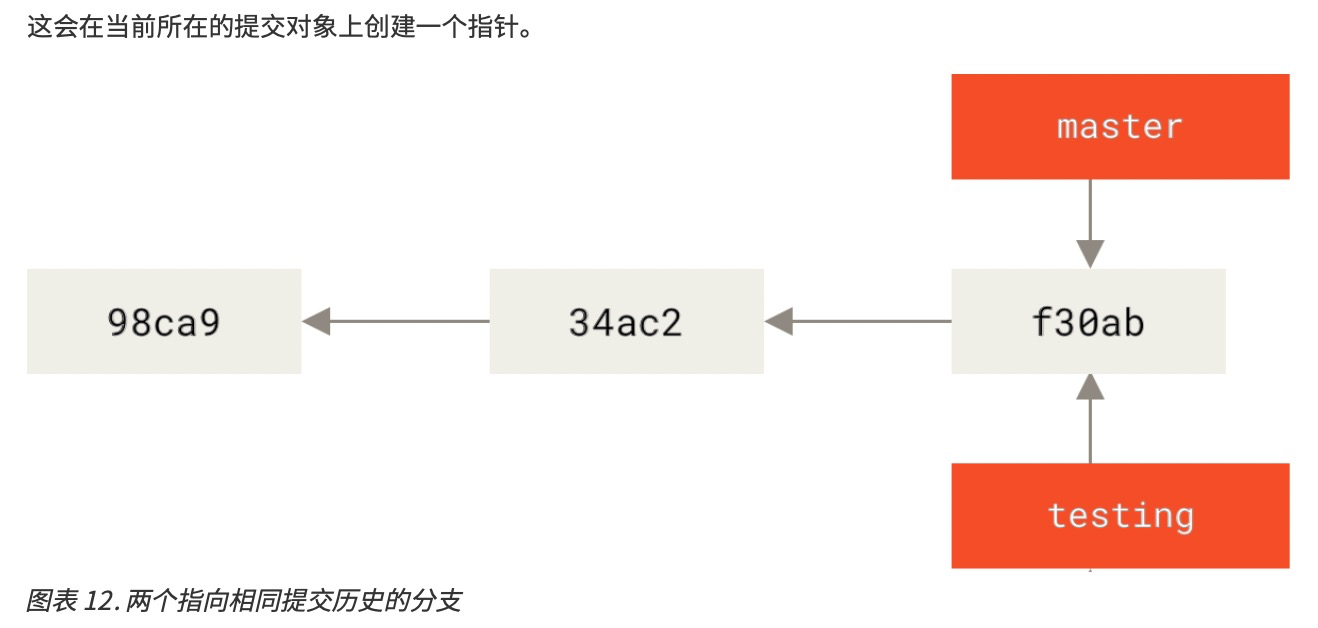 这会在当前所在的提交对象上创建一个指针。
master
98ca9
34ac2
f30ab
testing
图表 12. 两个指向相同提交历史的分支